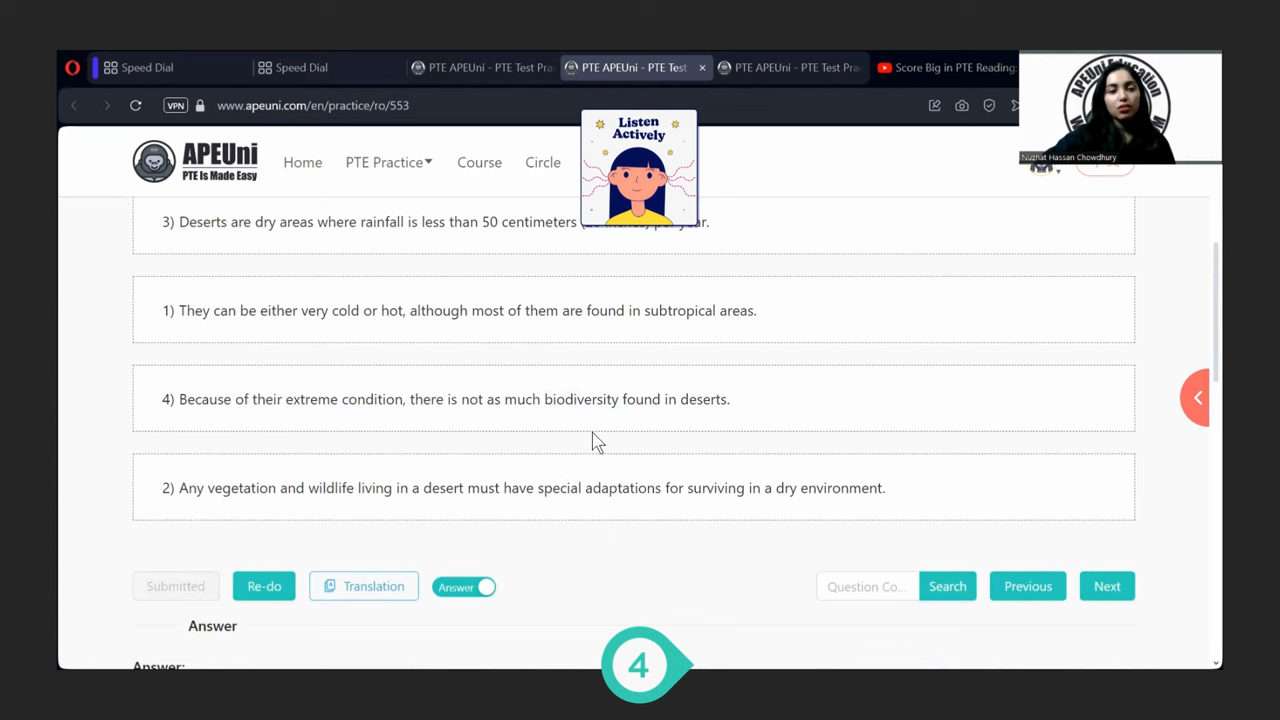 Speed Dial
Speed Dial
PTE APEUni - PTE Test Pra
PTE APEUni - PTE Test
PTE APEUni - PTE Test Pra
Score Big in PTE Reading:
VPN
www.apeuni.com/en/practice/ro/553
APEUni Education
Nuzhat Hassan Chowdhury
APEUni
PTE Is Made Easy
Home
PTE Practice
Course
Circle
Listen
Actively
3) Deserts are dry areas where rainfall is less than 50 centimeters
per year.
1) They can be either very cold or hot, although most of them are found in subtropical areas.
4) Because of their extreme condition, there is not as much biodiversity found in deserts.
2) Any vegetation and wildlife living in a desert must have special adaptations for surviving in a dry environment.
Submitted
Re-do
Translation
Answer
Question Co...
Search
Previous
Next
Answer
Answer:
4